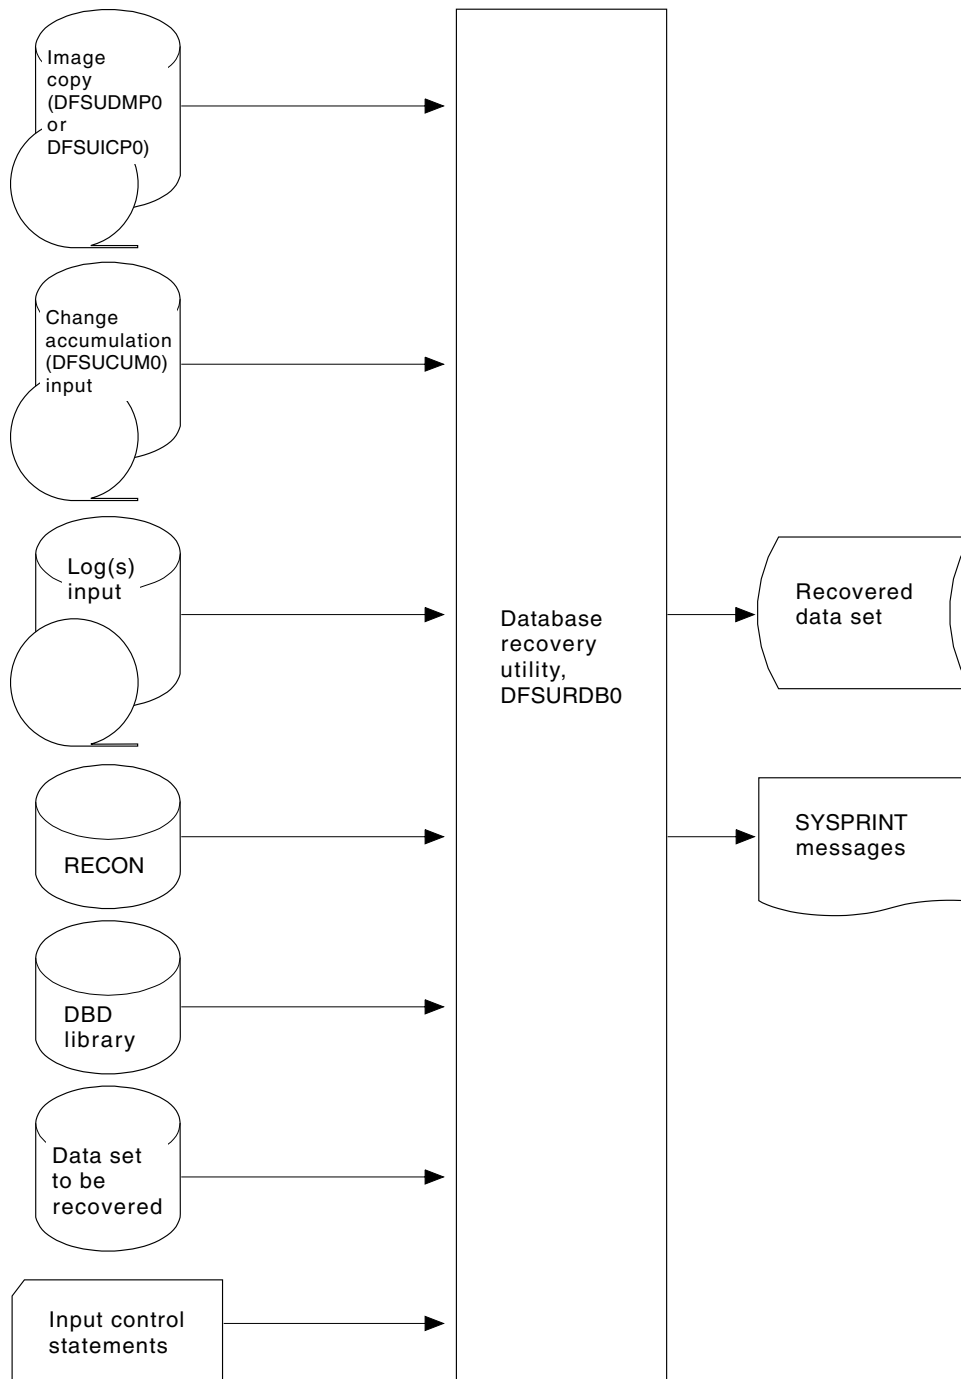 Image
copy
(DFSUDMP0
or
DFSUICP0)
Change
accumulation
(DFSUCUM0)
input
Log(s)
input
RECON
DBD
library
Data set
to be
recovered
Input control
statements
Database
recovery
utility,
DFSURDB0
Recovered
data set
SYSPRINT
messages